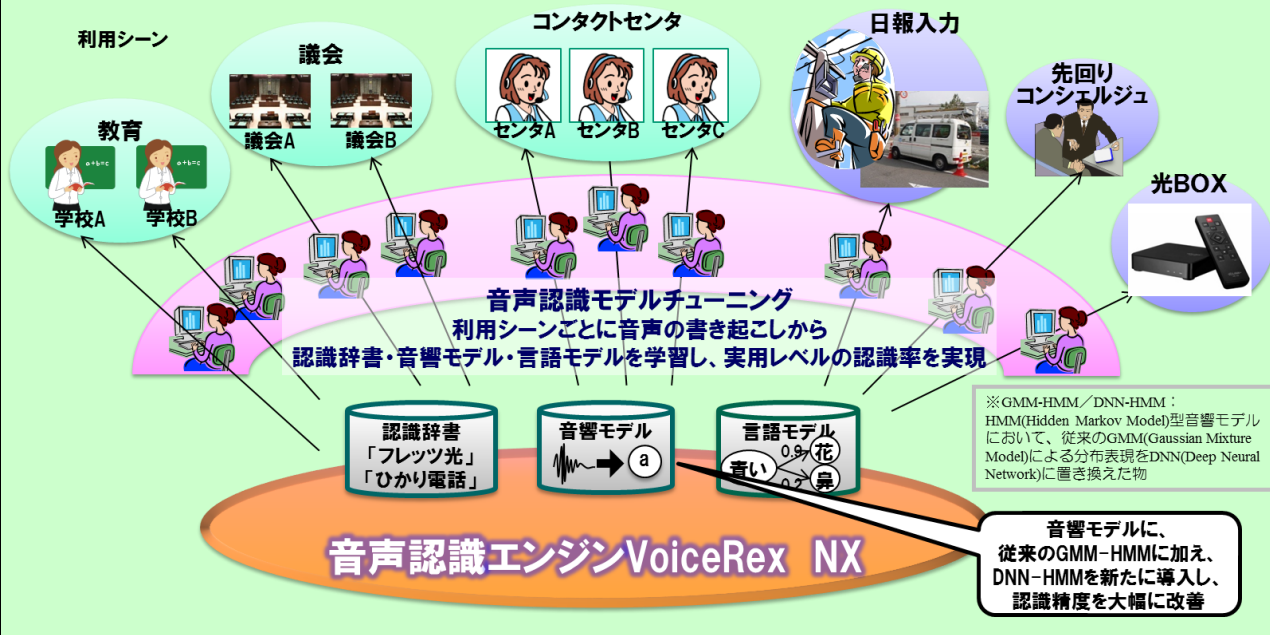 利用シーン
教育
学校A
学校B
議会
議会A
議会B
コンタクトセンタ
センタA
センタB
センタC
日報入力
先回り
コンシェルジュ
光BOX
音声認識モデルチューニング
利用シーンごとに音声の書き起こしから
認識辞書・音響モデル・言語モデルを学習し、実用レベルの認識率を実現
認識辞書
「フレッツ光」
「ひかり電話」
音響モデル
a
言語モデル
青い
0.9
花
0.2
鼻
※GMM-HMM／DNN-HMM：
HMM(Hidden Markov Model)型音響モデル
において、従来のGMM(Gaussian Mixture
Model)による分布表現をDNN(Deep Neural
Network)に置き換えた物
音響モデルに、
従来のGMM-HMMに加え、
DNN-HMMを新たに導入し、
認識精度を大幅に改善
音声認識エンジンVoiceRex NX
a+b=c
a+b=c